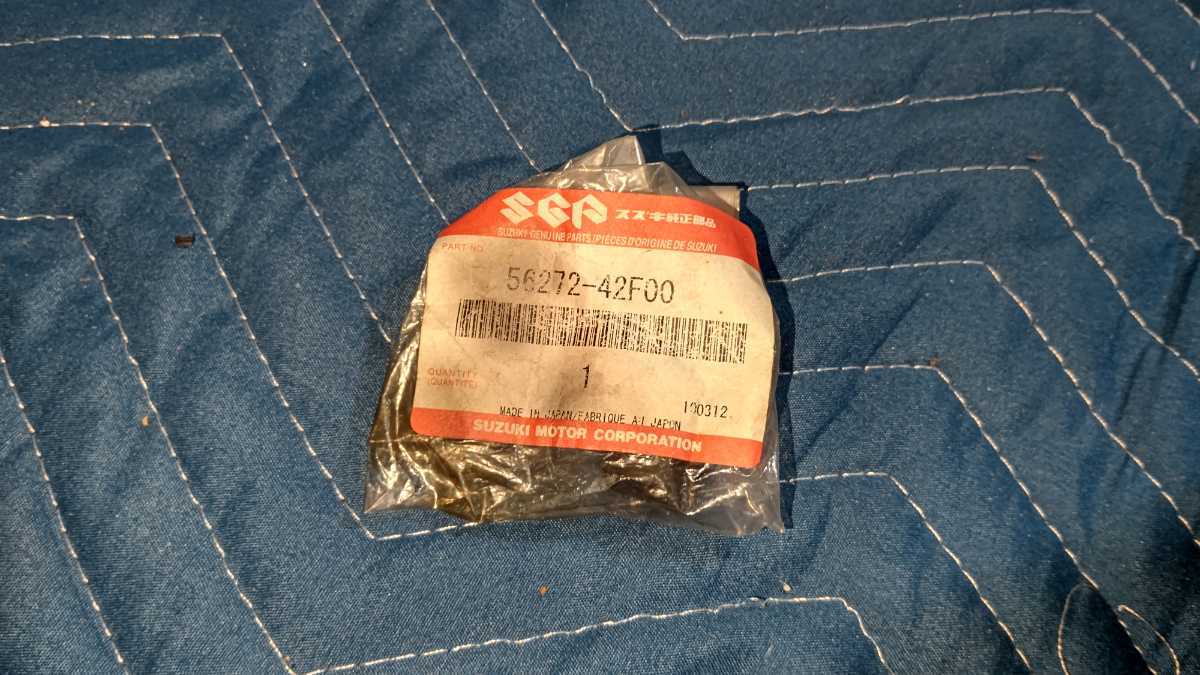 SGP スズキ純正部品
SUZUKI GENUINE PARTS/PIÈCES D'ORIGINE DE SUZUKI
PART NO.
56272-42F00
QUANTITY
(QUANTITÉ)
1
100312
MADE IN JAPAN/FABRIQUE AU JAPON
SUZUKI MOTOR CORPORATION